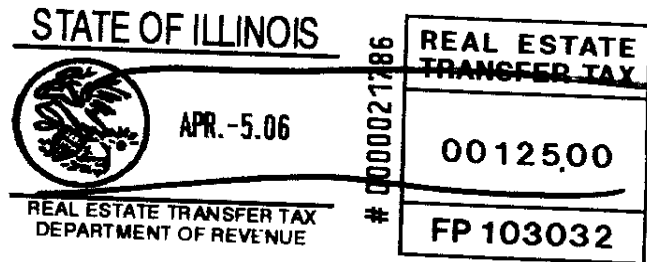 STATE OF ILLINOIS
APR.-5.06
REAL ESTATE TRANSFER TAX
DEPARTMENT OF REVENUE
# 0000021786
REAL ESTATE
TRANSFER TAX
00125,00
FP 103032